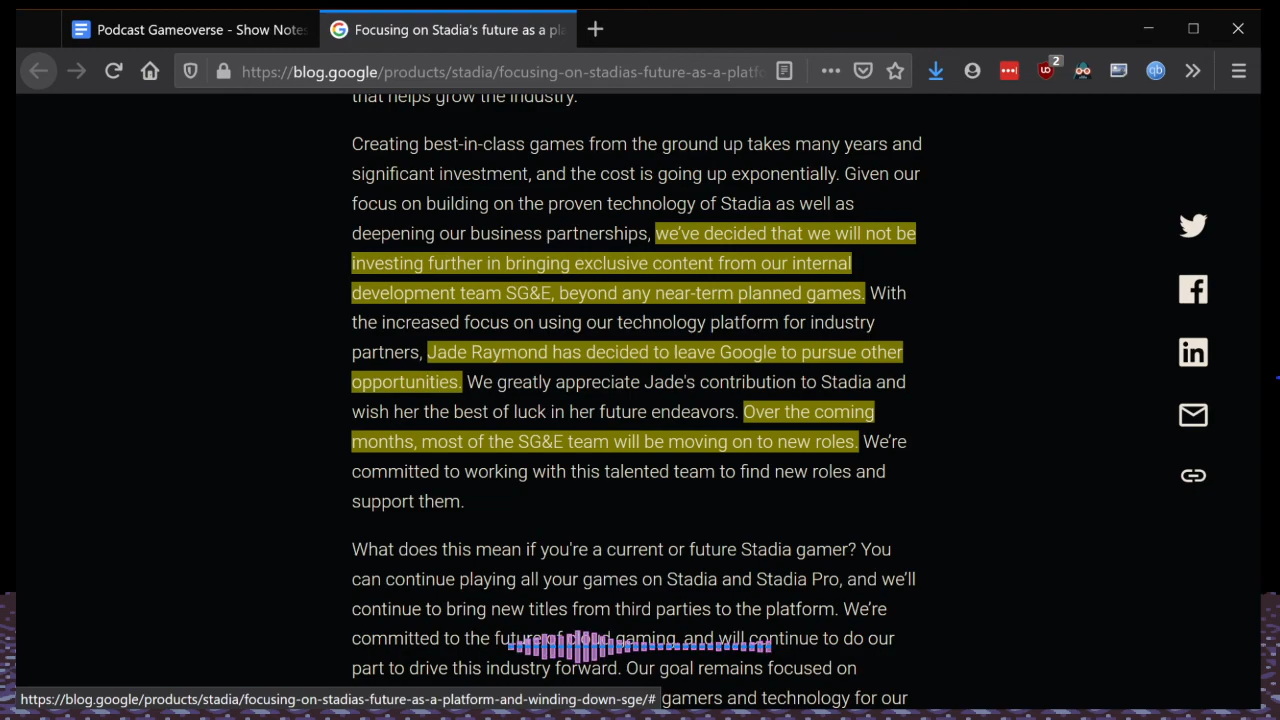 Podcast Gameoverse - Show Notes
Focusing on Stadia's future as a pla
https://blog.google/products/stadia/focusing-on-stadias-future-as-a-platf
2
qb
that helps grow the industry.
Creating best-in-class games from the ground up takes many years and
significant investment, and the cost is going up exponentially. Given our
focus on building on the proven technology of Stadia as well as
deepening our business partnerships, we've decided that we will not be
investing further in bringing exclusive content from our internal
development team SG&E, beyond any near-term planned games. With
the increased focus on using our technology platform for industry
partners, Jade Raymond has decided to leave Google to pursue other
opportunities. We greatly appreciate Jade's contribution to Stadia and
wish her the best of luck in her future endeavors. Over the coming
months, most of the SG&E team will be moving on to new roles. We're
committed to working with this talented team to find new roles and
support them.
What does this mean if you're a current or future Stadia gamer? You
can continue playing all your games on Stadia and Stadia Pro, and we'll
continue to bring new titles from third parties to the platform. We're
committed to the future of cloud gaming, and will continue to do our
part to drive this industry forward. Our goal remains focused on
gamers and technology for our
https://blog.google/products/stadia/focusing-on-stadias-future-as-a-platform-and-winding-down-sge/#